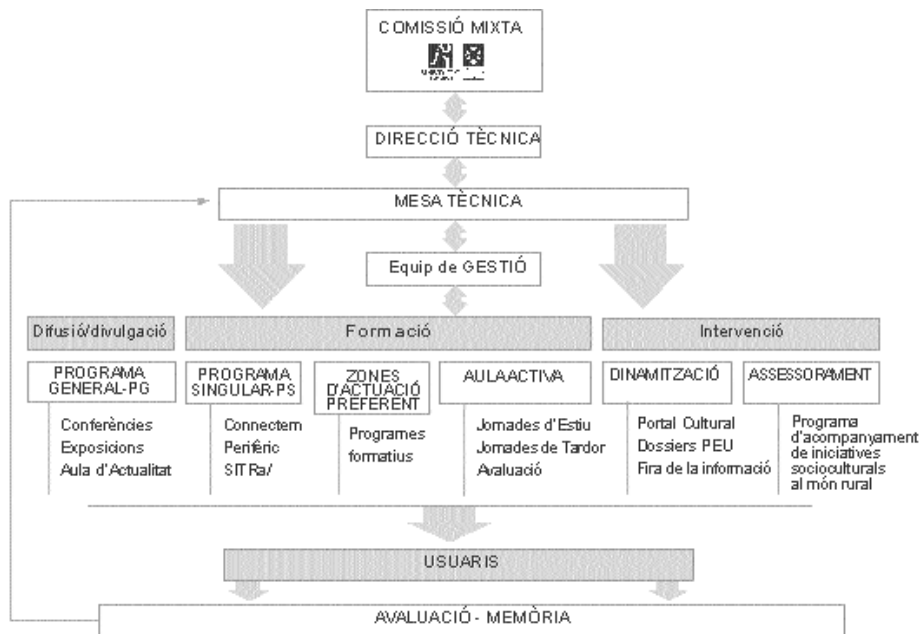 COMISSIÓ MIXTA
DIRECCIÓ TÈCNICA
MESA TÈCNICA
Equip de GESTIÓ
Difusió/divulgació
Formació
Intervenció
PROGRAMA
GENERAL-PG
Conferències
Exposicions
Aula d'Actualitat
PROGRAMA
SINGULAR-PS
Connectem
Perifèric
SITRa/
ZONES
D'ACTUACIÓ
PREFERENT
Programes
formatius
AULA ACTIVA
Jornades d'Estiu
Jornades de Tardor
Avaluació
DINAMITZACIÓ
Portal Cultural
Dossiers PEU
Fira de la informació
ASSESSORAMENT
Programa
d'acompanyament
de iniciatives
socioculturals
al món rural
USUARIS
AVALUACIÓ - MEMÒRIA